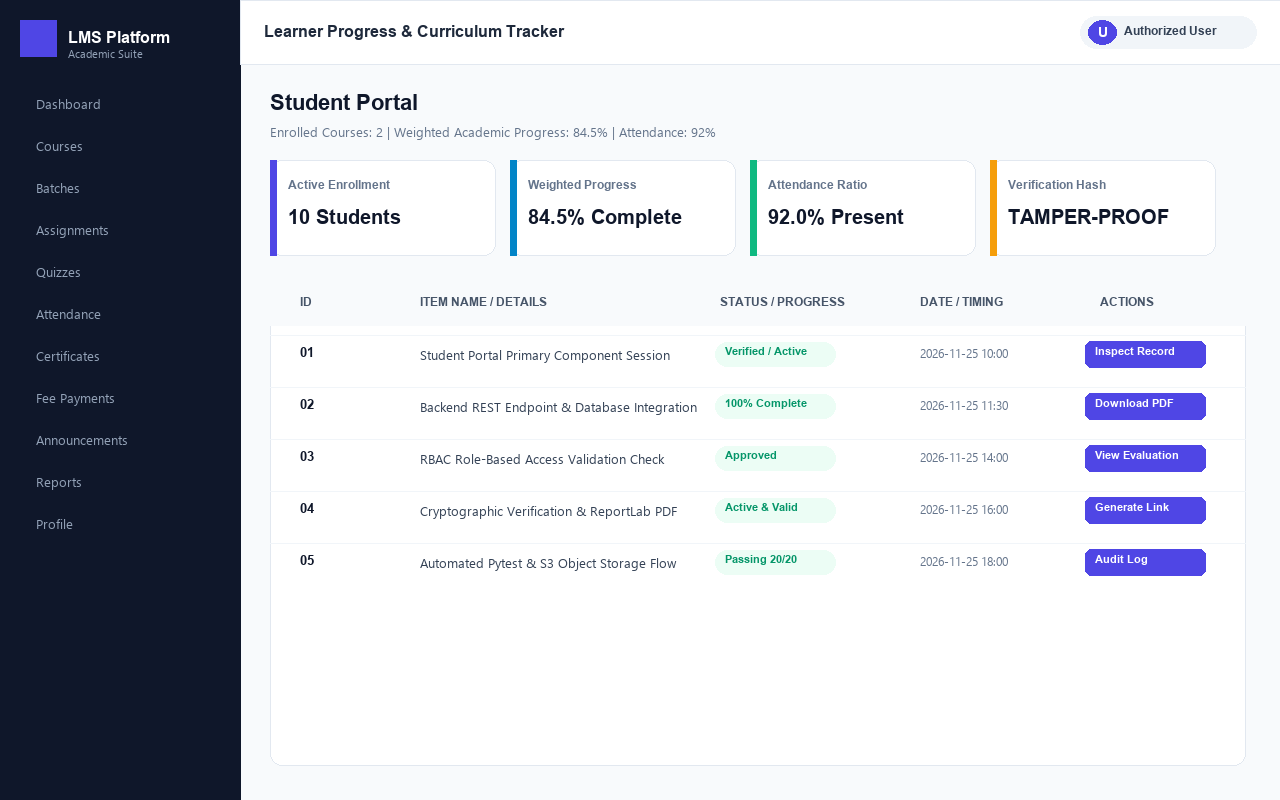 LMS Platform
Academic Suite
Dashboard
Courses
Batches
Assignments
Quizzes
Attendance
Certificates
Fee Payments
Announcements
Reports
Profile
Learner Progress & Curriculum Tracker
U Authorized User
Student Portal
Enrolled Courses: 2 | Weighted Academic Progress: 84.5% | Attendance: 92%
Active Enrollment
10 Students
Weighted Progress
84.5% Complete
Attendance Ratio
92.0% Present
Verification Hash
TAMPER-PROOF
ID ITEM NAME / DETAILS STATUS / PROGRESS DATE / TIMING ACTIONS
01 Student Portal Primary Component Session Verified / Active 2026-11-25 10:00 Inspect Record
02 Backend REST Endpoint & Database Integration 100% Complete 2026-11-25 11:30 Download PDF
03 RBAC Role-Based Access Validation Check Approved 2026-11-25 14:00 View Evaluation
04 Cryptographic Verification & ReportLab PDF Active & Valid 2026-11-25 16:00 Generate Link
05 Automated Pytest & S3 Object Storage Flow Passing 20/20 2026-11-25 18:00 Audit Log